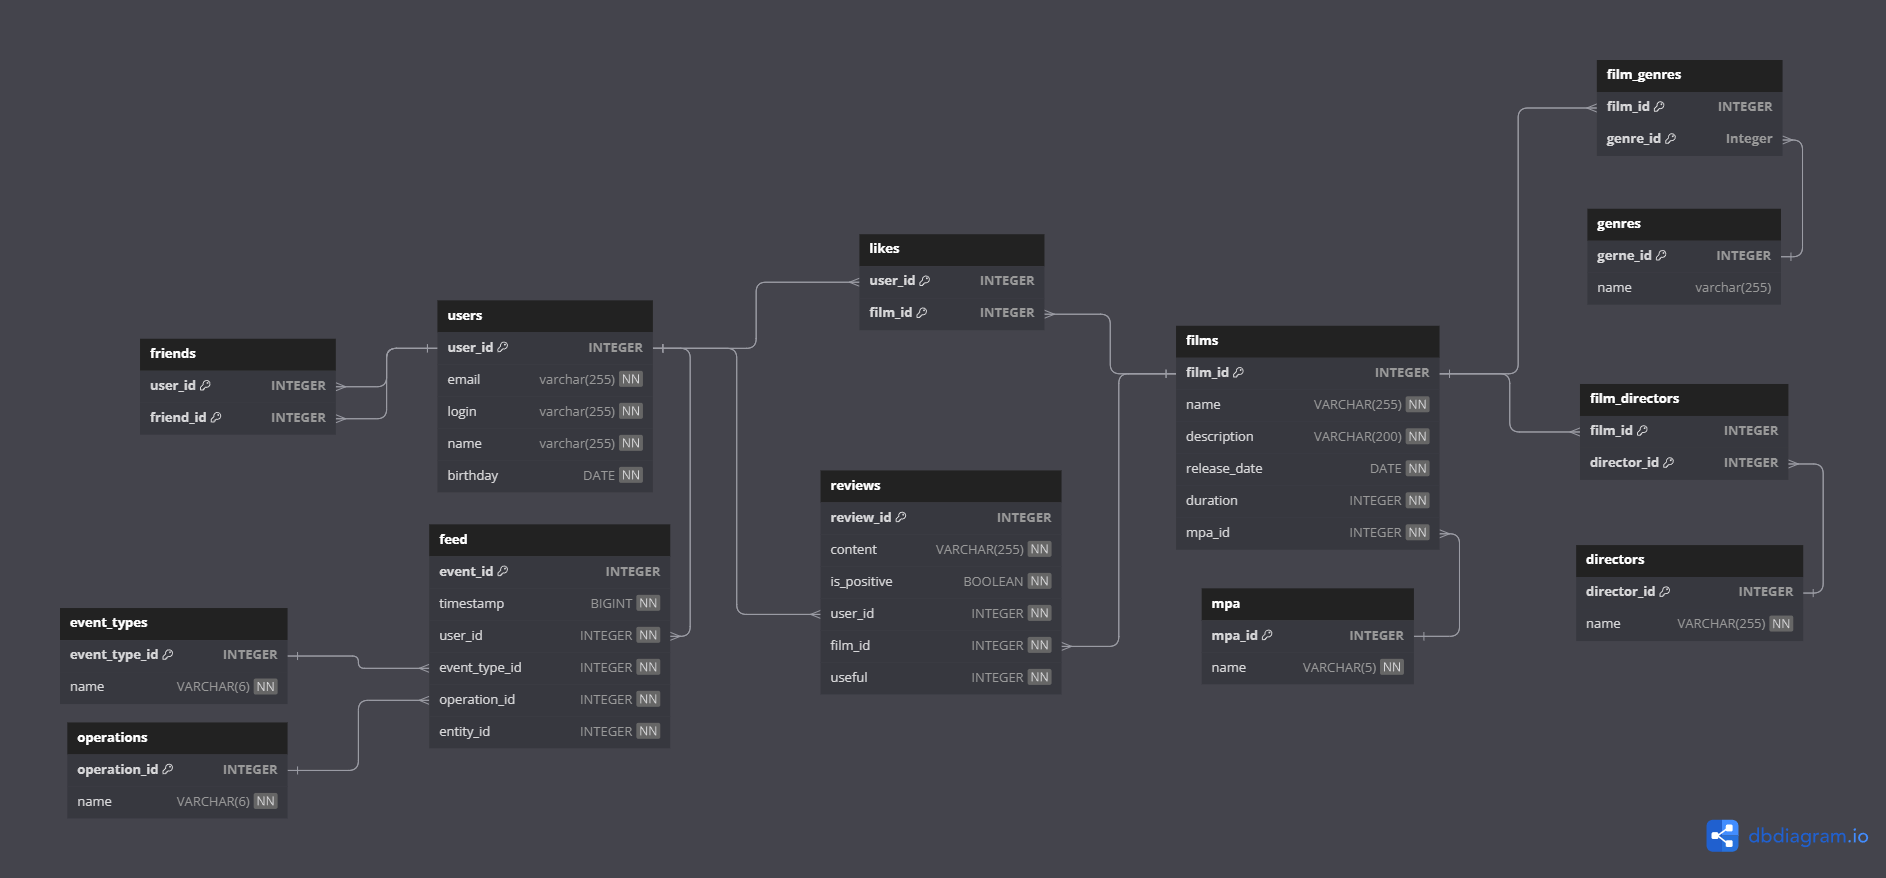 friends
user_id INTEGER
friend_id INTEGER
users
user_id INTEGER
email varchar(255) NN
login varchar(255) NN
name varchar(255) NN
birthday DATE NN
feed
event_id INTEGER
timestamp BIGINT NN
user_id INTEGER NN
event_type_id INTEGER NN
operation_id INTEGER NN
entity_id INTEGER NN
event_types
event_type_id INTEGER
name VARCHAR(6) NN
operations
operation_id INTEGER
name VARCHAR(6) NN
likes
user_id INTEGER
film_id INTEGER
reviews
review_id INTEGER
content VARCHAR(255) NN
is_positive BOOLEAN NN
user_id INTEGER NN
film_id INTEGER NN
useful INTEGER NN
films
film_id INTEGER
name VARCHAR(255) NN
description VARCHAR(200) NN
release_date DATE NN
duration INTEGER NN
mpa_id INTEGER NN
mpa
mpa_id INTEGER
name VARCHAR(5) NN
film_genres
film_id INTEGER
genre_id Integer
genres
gerne_id INTEGER
name varchar(255)
film_directors
film_id INTEGER
director_id INTEGER
directors
director_id INTEGER
name VARCHAR(255) NN
dbdiagram.io